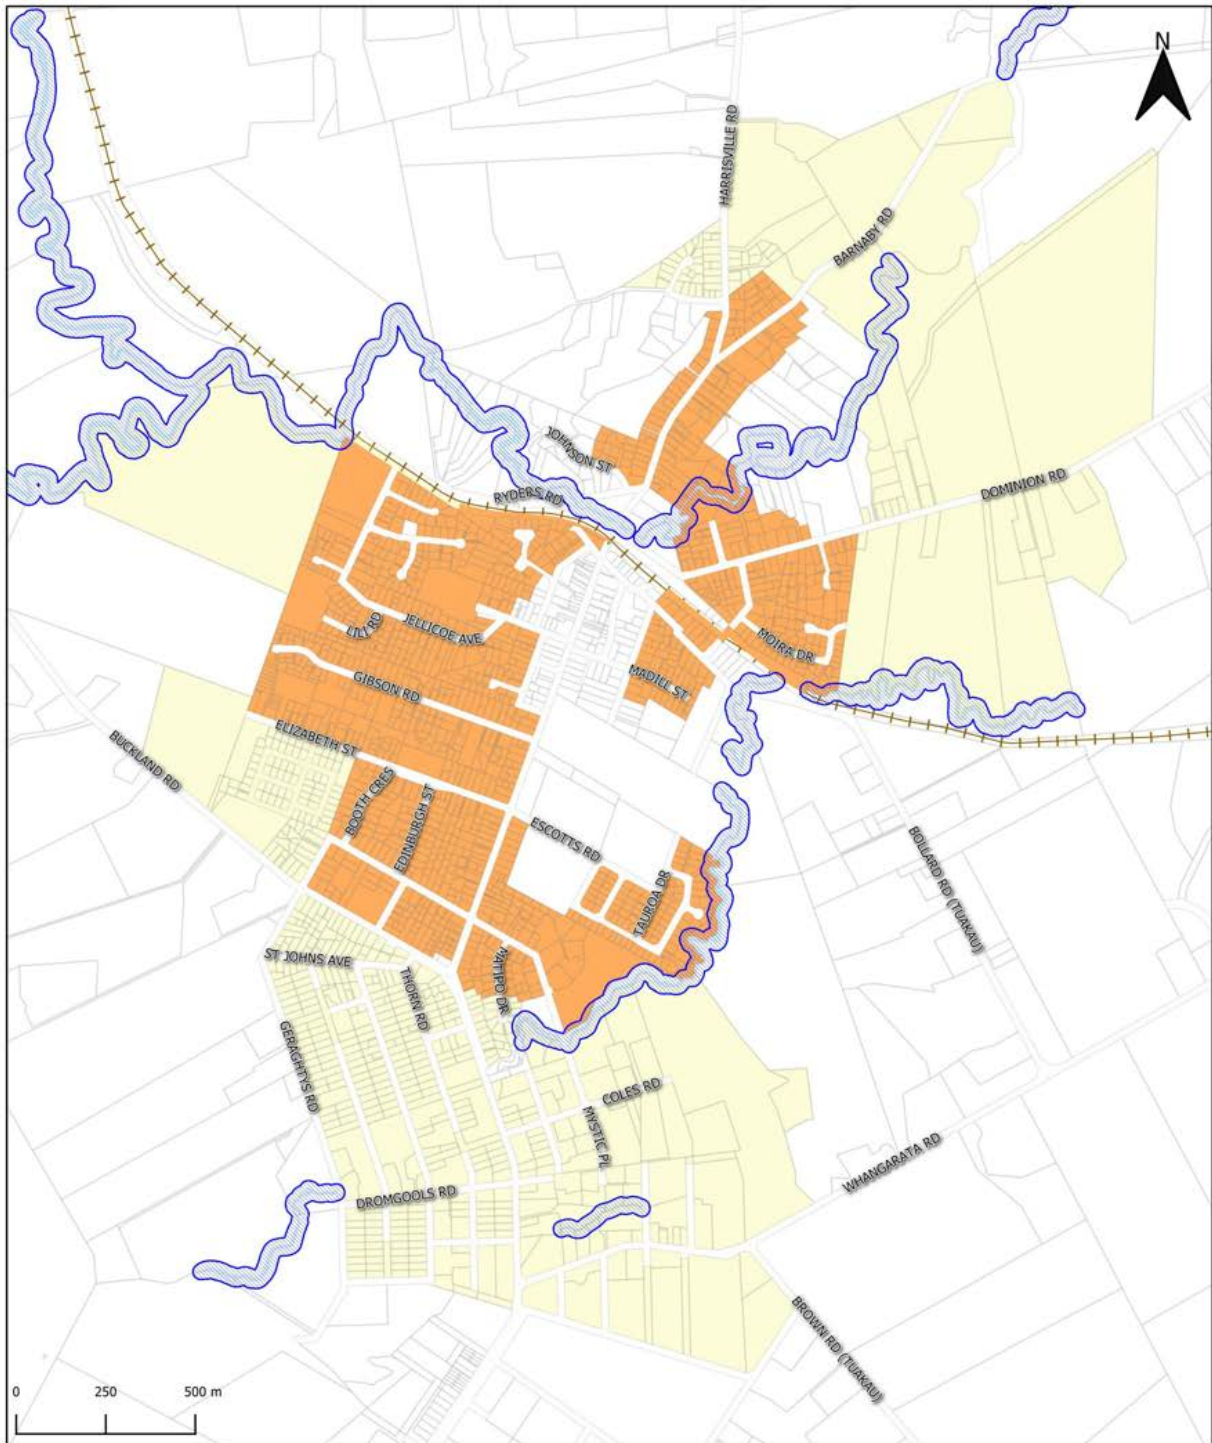 N
HARRISVILLE RD
BARNABY RD
JOHNSON ST
RYDERS RD
DOMINION RD
LILI RD
JELLICOE AVE
MOIRA DR
MADILL ST
GIBSON RD
ELIZABETH ST
BUCKLAND RD
BOOTH CRES
EDINBURGH ST
ESCOTTS RD
TAUROA DR
BOLLARD RD (TUAKAU)
ST JOHNS AVE
THORN RD
MATIPO DR
GERAGHTYS RD
COLES RD
MYSTIC PL
WHANGARATA RD
DROMGOOLS RD
BROWN RD (TUAKAU)
0 250 500 m